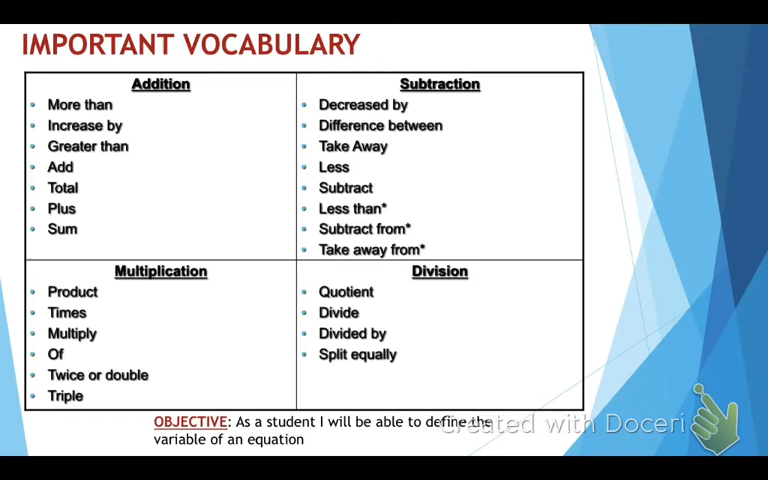 IMPORTANT VOCABULARY
Addition
More than
Increase by
Greater than
Add
Total
Plus
Sum
Subtraction
Decreased by
Difference between
Take Away
Less
Subtract
Less than*
Subtract from*
Take away from*
Multiplication
Product
Times
Multiply
Of
Twice or double
Triple
Division
Quotient
Divide
Divided by
Split equally
OBJECTIVE: As a student I will be able to define the
variable of an equation
Created with Doceri